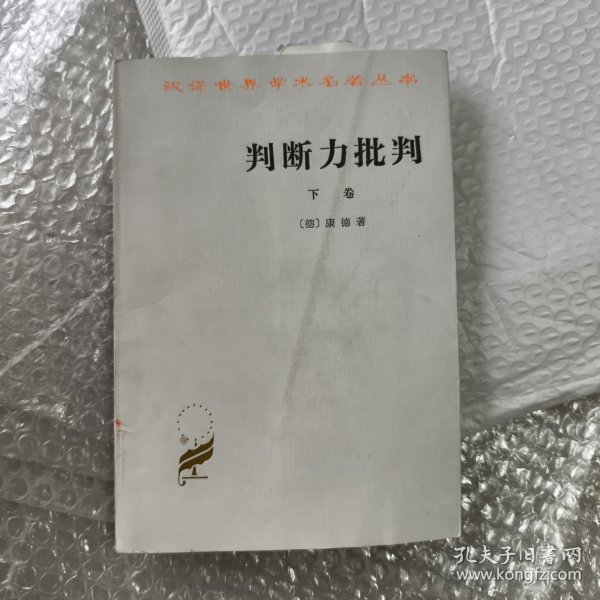 汉译世界学术名著丛书
判断力批判
下 卷
〔德〕康 德 著
孔夫子旧书网
www.kongfz.com